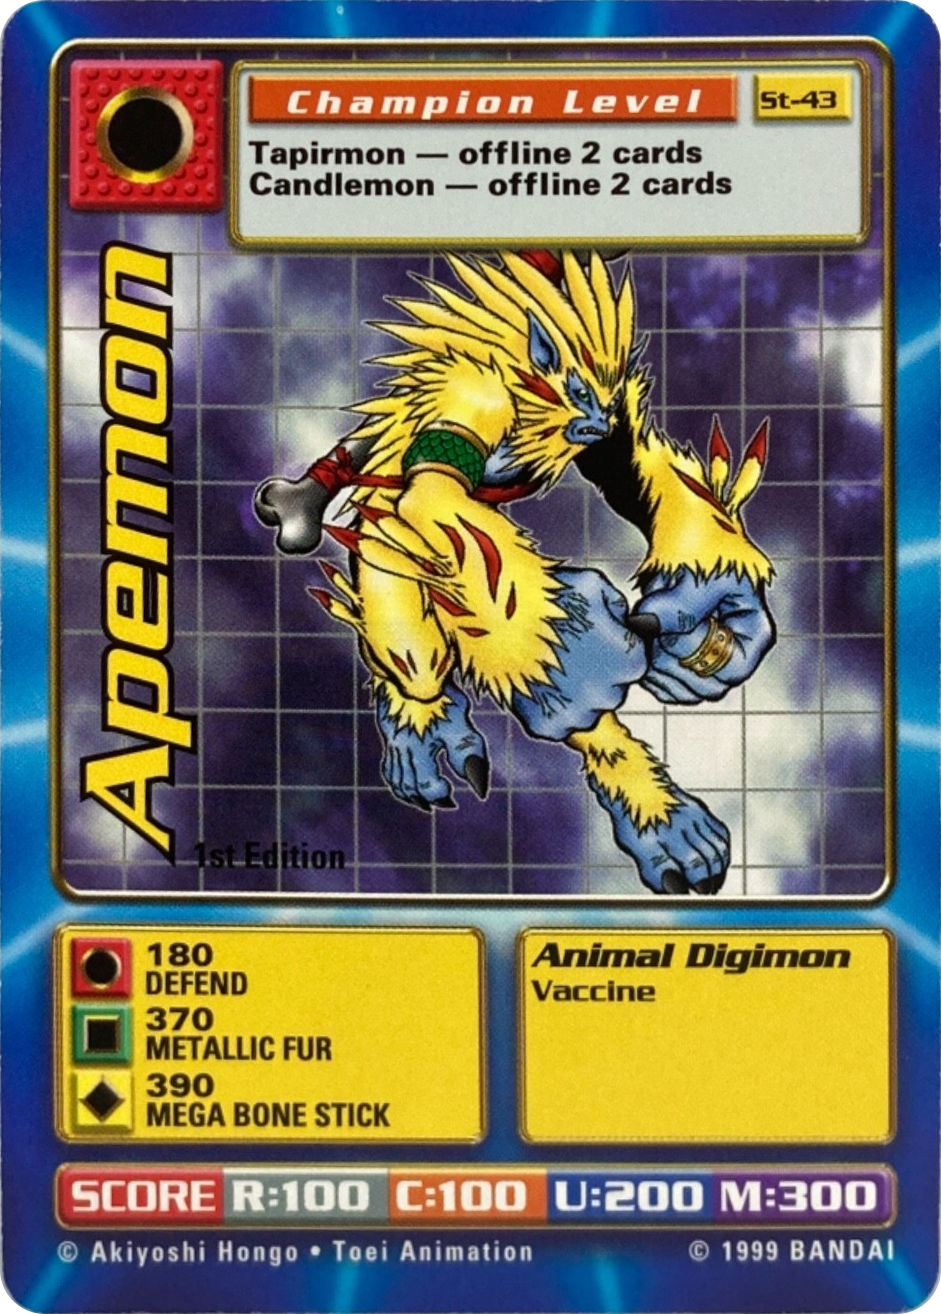 Champion Level
St-43
Tapirmon — offline 2 cards
Candlemon — offline 2 cards
Apemon
1st Edition
180
DEFEND
370
METALLIC FUR
390
MEGA BONE STICK
Animal Digimon
Vaccine
SCORE R:100 C:100 U:200 M:300
© Akiyoshi Hongo • Toei Animation
© 1999 BANDAI